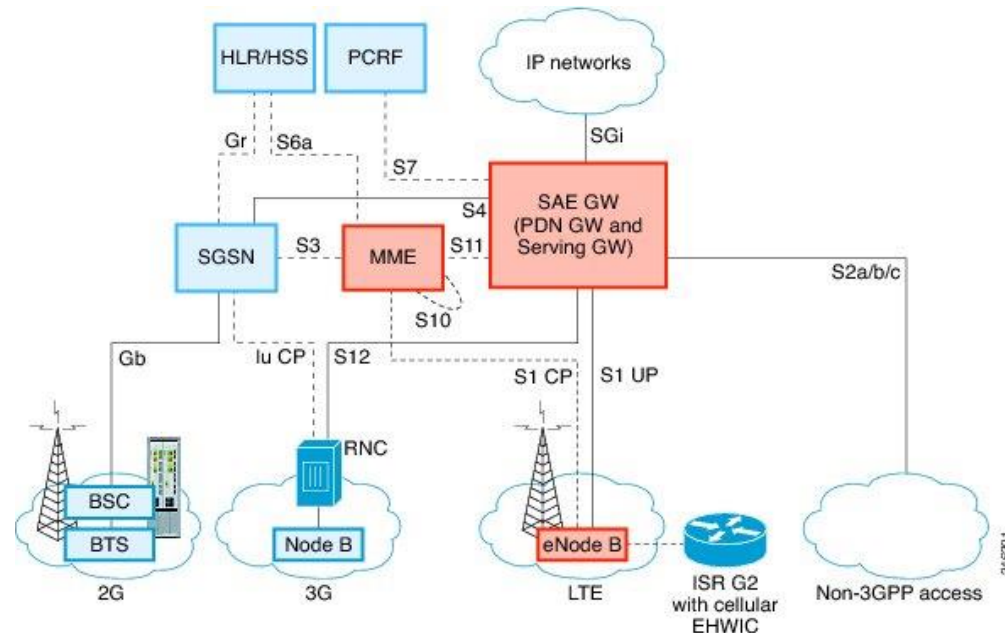 HLR/HSS
PCRF
IP networks
Gr
S6a
S7
SGi
SAE GW
(PDN GW and
Serving GW)
S4
SGSN
S3
MME
S11
S2a/b/c
S10
Gb
Iu CP
S12
S1 CP
S1 UP
RNC
BSC
BTS
Node B
eNode B
2G
3G
LTE
ISR G2
with cellular
EHWIC
Non-3GPP access